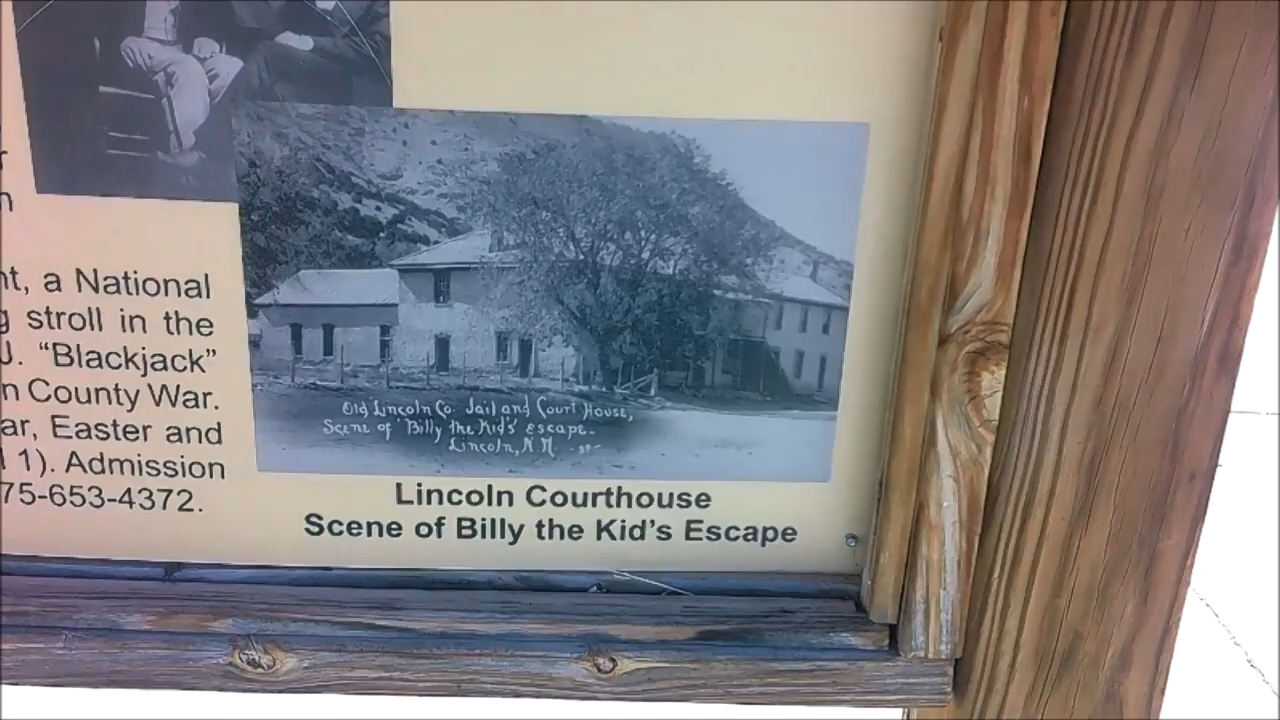 a National
stroll in the
J. “Blackjack”
n County War.
ar, Easter and
1). Admission
75-653-4372.
Old Lincoln Co. Jail and Court House,
Scene of "Billy the Kid's" escape-
Lincoln, N.M.
Lincoln Courthouse
Scene of Billy the Kid’s Escape